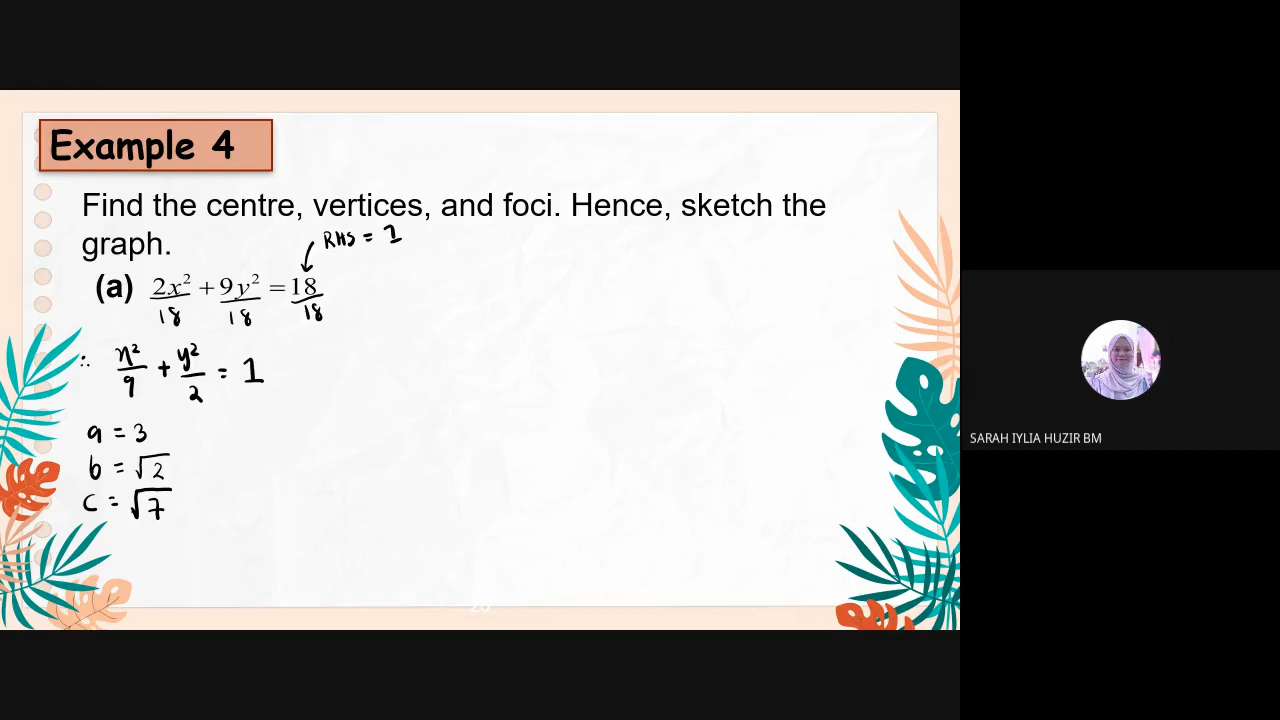 Example 4
Find the centre, vertices, and foci. Hence, sketch the
graph.
RHS = 1
(a) 2x²/18 + 9y²/18 = 18/18
∴ x²/9 + y²/2 = 1
a = 3
b = √2
c = √7
20
SARAH IYLIA HUZIR BM